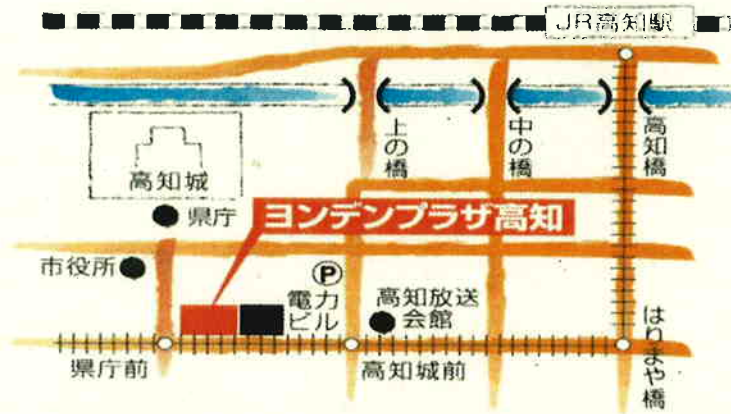 JR高知駅
上の橋
中の橋
高知橋
高知城
県庁
ヨンデンプラザ高知
市役所
P
電力
ビル
高知放送
会館
はりまや橋
県庁前
高知城前